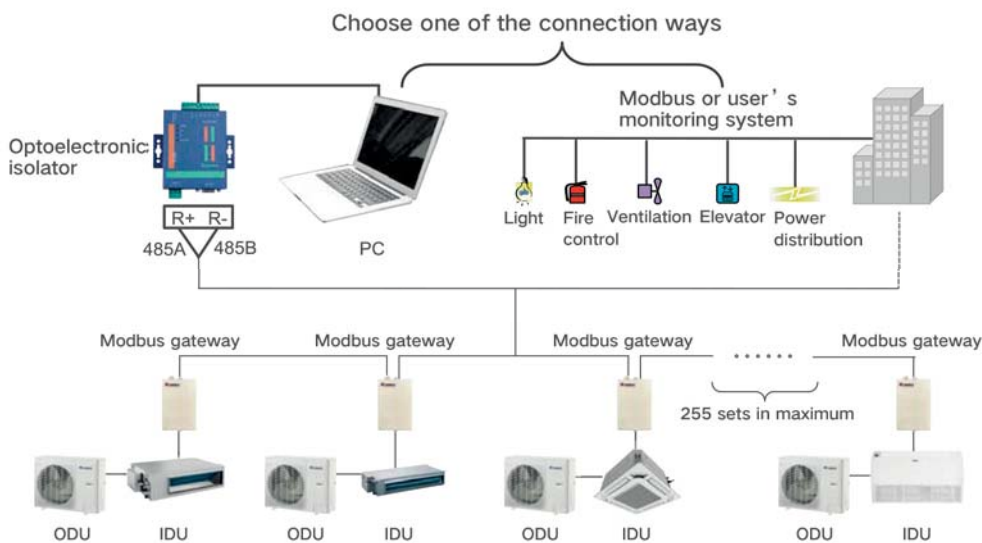 Choose one of the connection ways
Modbus or user's
monitoring system
Optoelectronic
isolator
R+ R-
485A 485B
PC
Light
Fire
control
Ventilation
Elevator
Power
distribution
Modbus gateway
Modbus gateway
Modbus gateway
Modbus gateway
......
255 sets in maximum
ODU IDU
ODU IDU
ODU IDU
ODU IDU